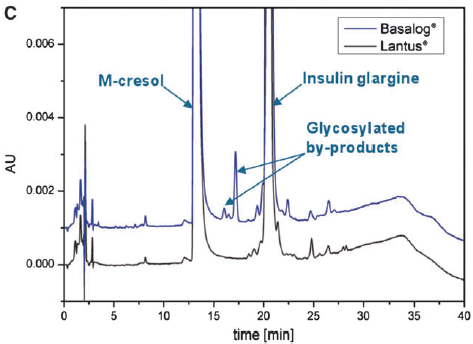 C
0.006
0.004
0.002
0.000
AU
Basalog®
Lantus®
M-cresol
Insulin glargine
Glycosylated
by-products
0 5 10 15 20 25 30 35 40
time [min]